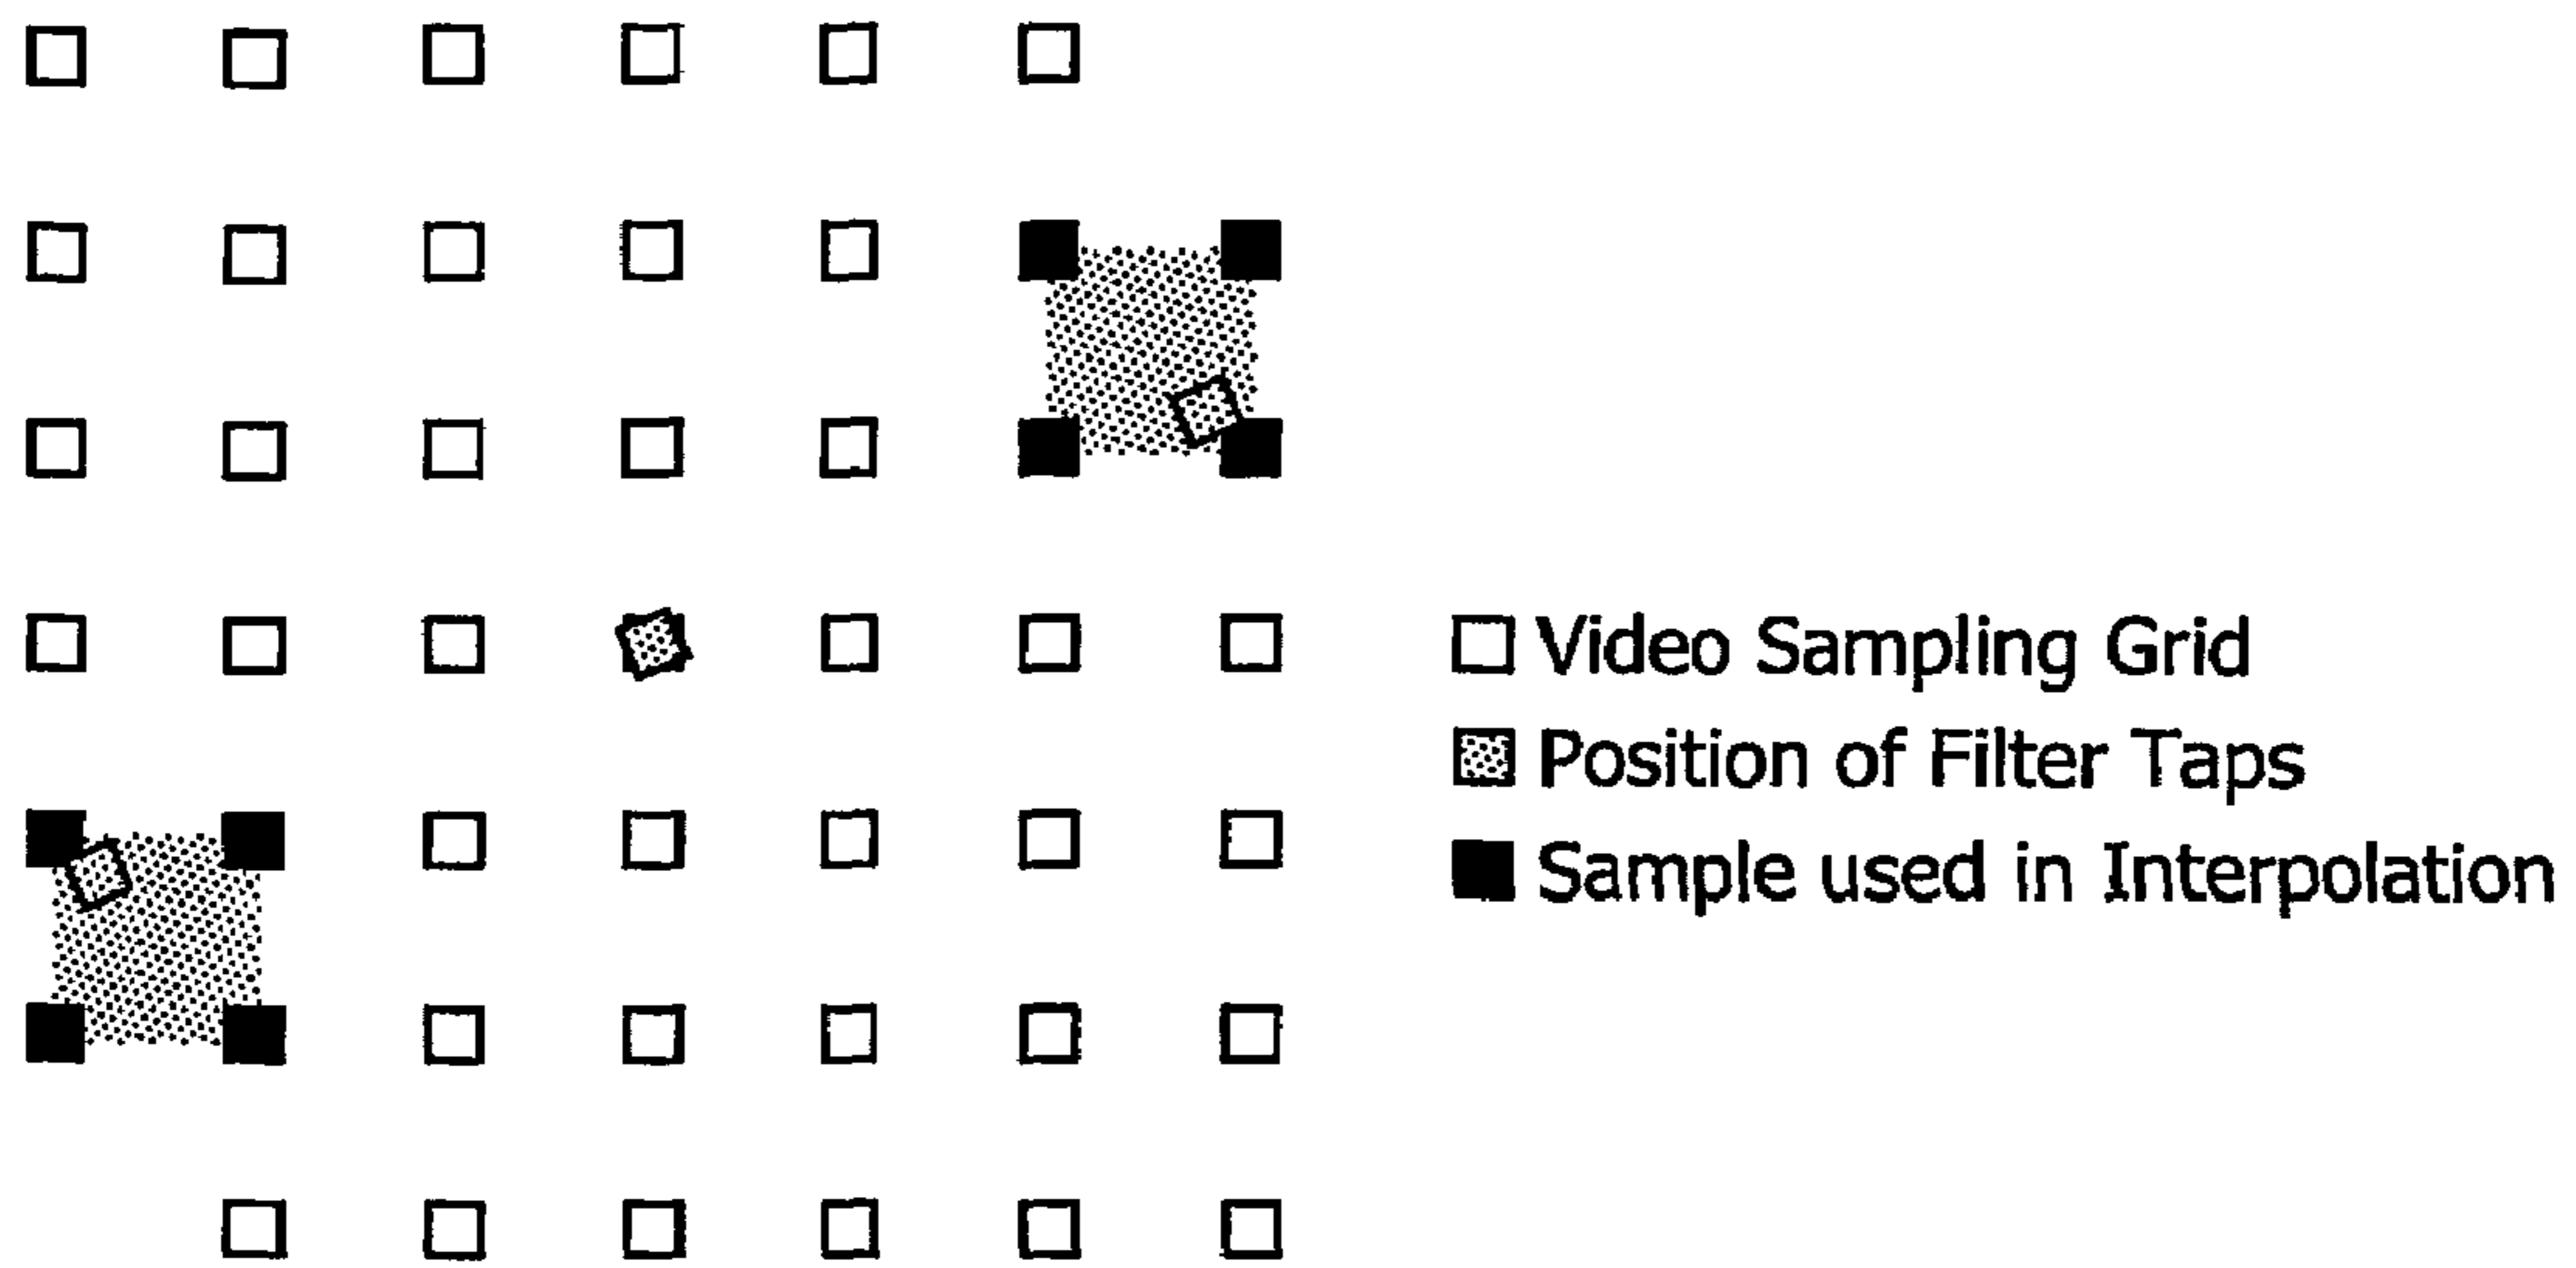 Video Sampling Grid
Position of Filter Taps
Sample used in Interpolation